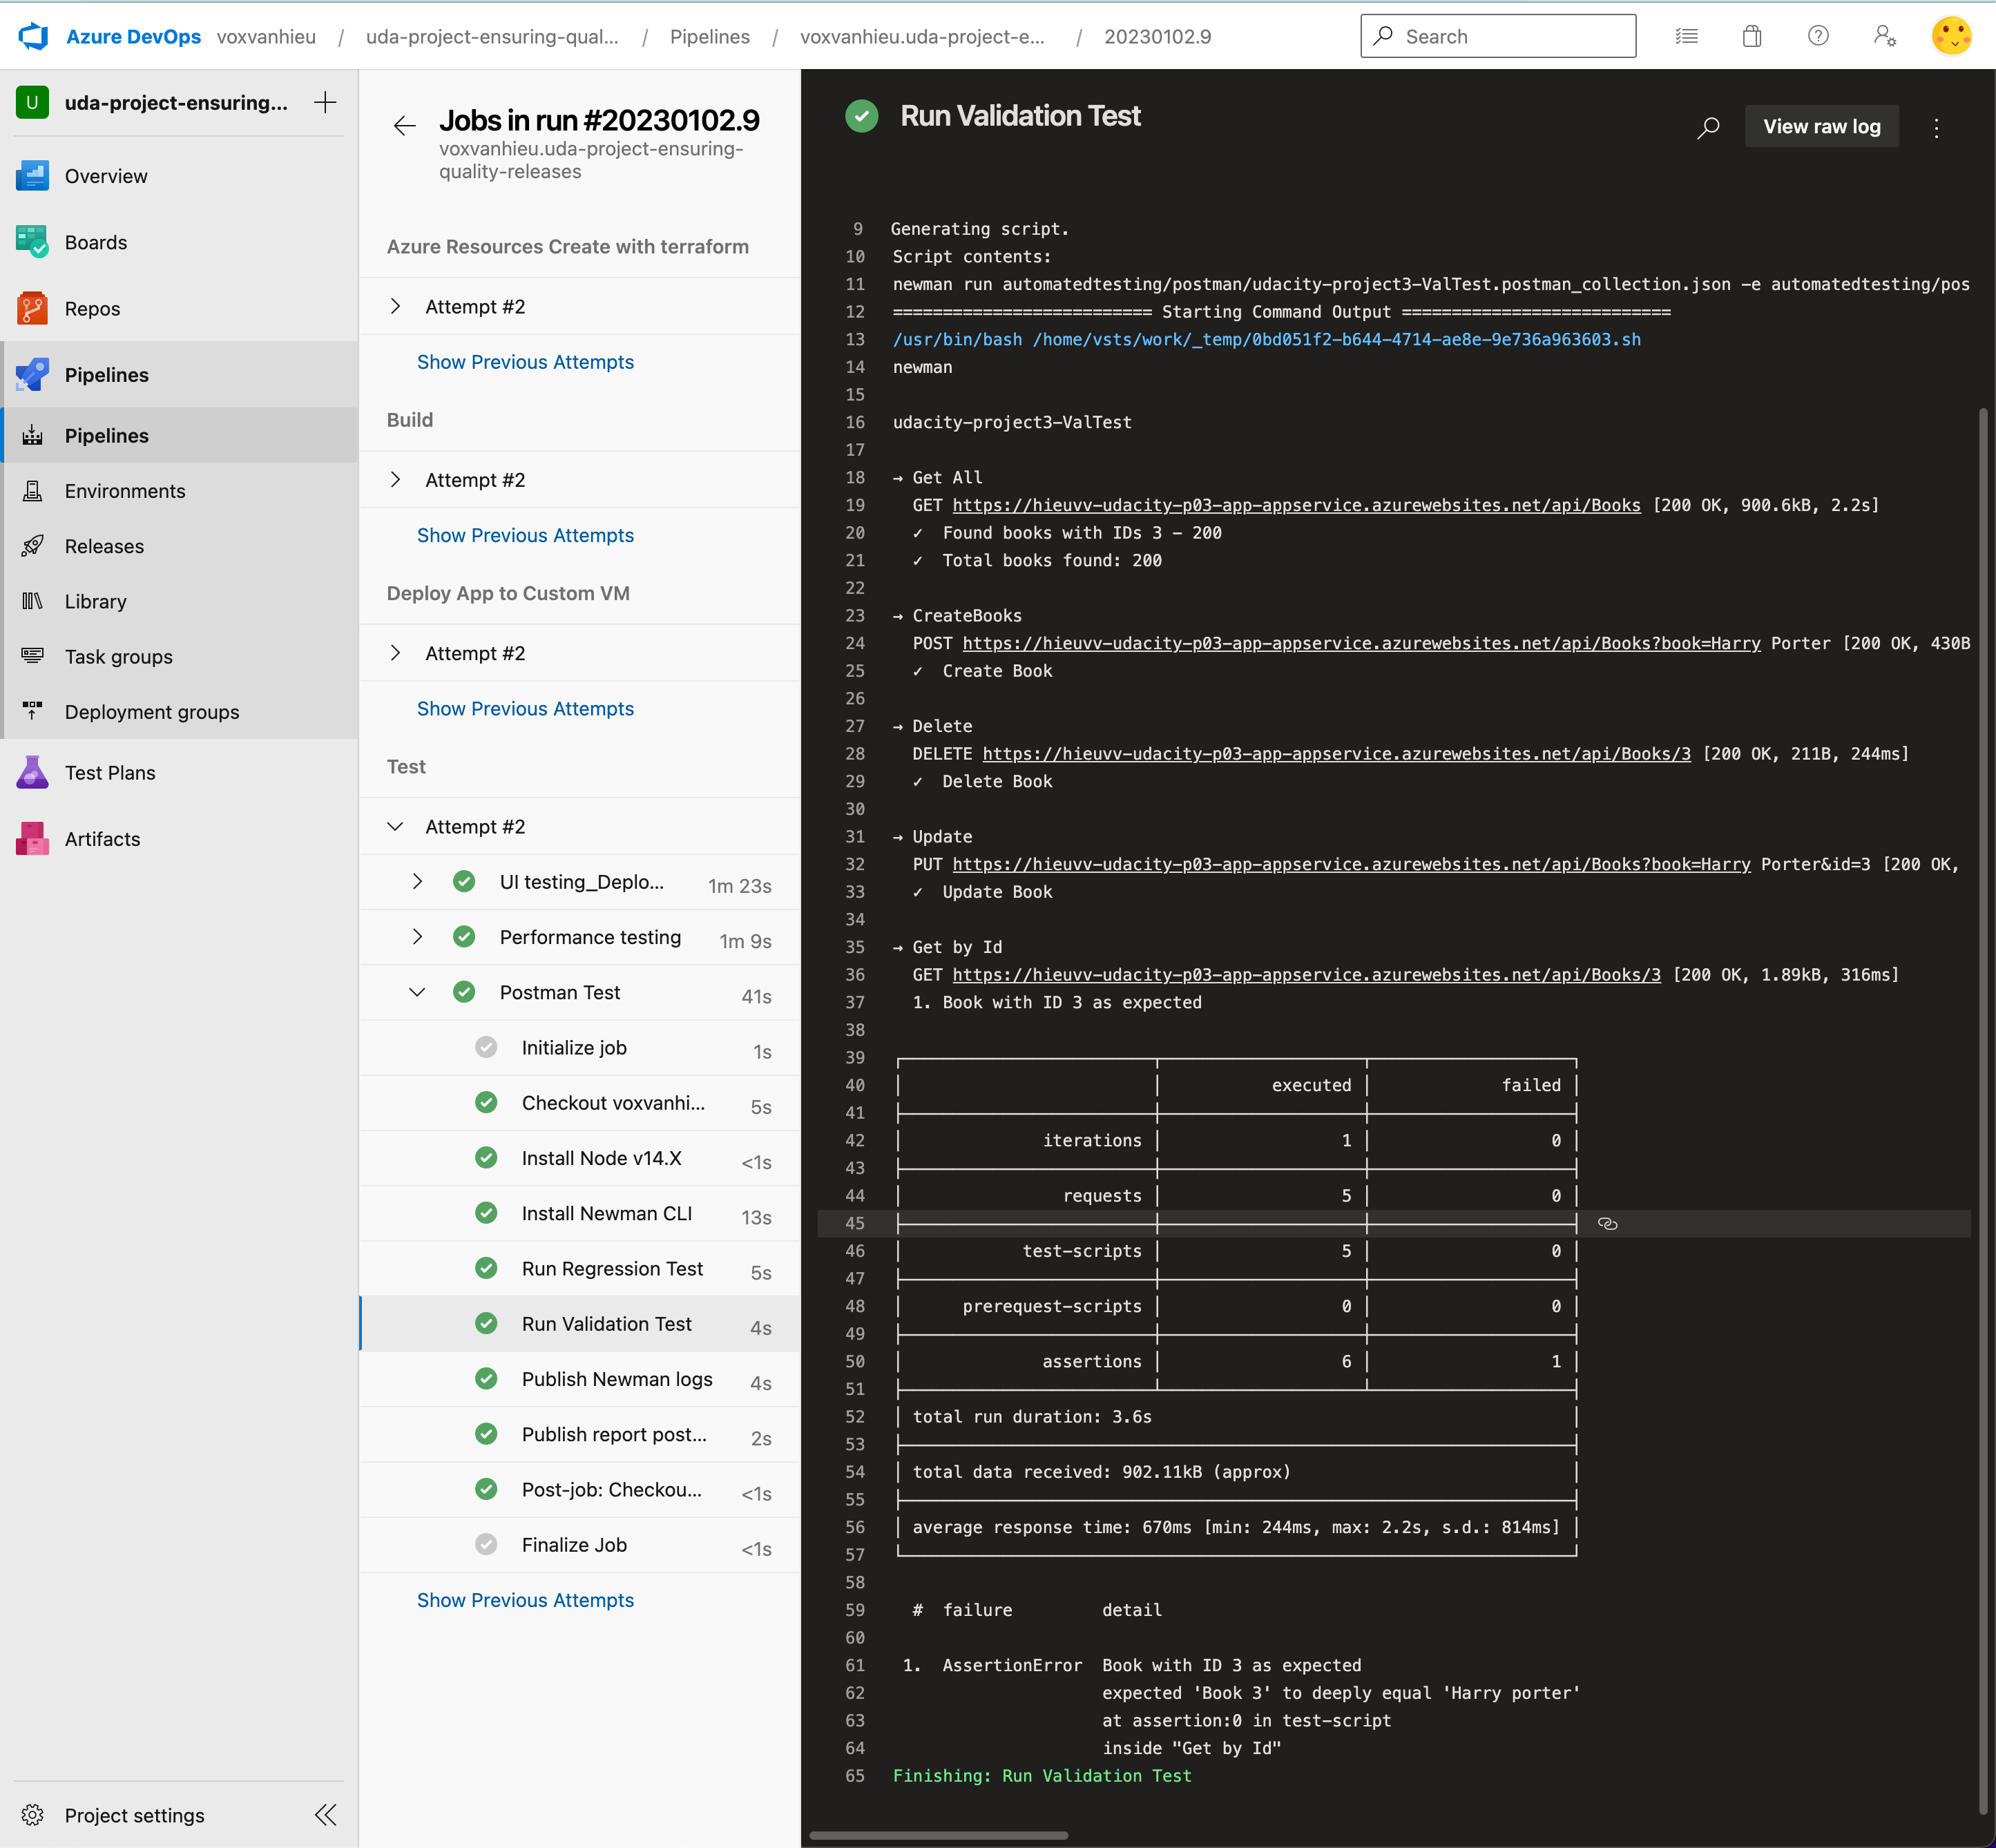 Azure DevOps voxvanhieu / uda-project-ensuring-qual... / Pipelines / voxvanhieu.uda-project-e... / 20230102.9
Search
U uda-project-ensuring...
Overview
Boards
Repos
Pipelines
Pipelines
Environments
Releases
Library
Task groups
Deployment groups
Test Plans
Artifacts
Project settings
Jobs in run #20230102.9
voxvanhieu.uda-project-ensuring-
quality-releases
Azure Resources Create with terraform
Attempt #2
Show Previous Attempts
Build
Attempt #2
Show Previous Attempts
Deploy App to Custom VM
Attempt #2
Show Previous Attempts
Test
Attempt #2
UI testing_Deplo... 1m 23s
Performance testing 1m 9s
Postman Test 41s
Initialize job 1s
Checkout voxvanhi... 5s
Install Node v14.X <1s
Install Newman CLI 13s
Run Regression Test 5s
Run Validation Test 4s
Publish Newman logs 4s
Publish report post... 2s
Post-job: Checkou... <1s
Finalize Job <1s
Show Previous Attempts
Run Validation Test
View raw log
9 Generating script.
10 Script contents:
11 newman run automatedtesting/postman/udacity-project3-ValTest.postman_collection.json -e automatedtesting/pos
12 ========================== Starting Command Output ===========================
13 /usr/bin/bash /home/vsts/work/_temp/0bd051f2-b644-4714-ae8e-9e736a963603.sh
14 newman
15
16 udacity-project3-ValTest
17
18 → Get All
19 GET https://hieuvv-udacity-p03-app-appservice.azurewebsites.net/api/Books [200 OK, 900.6kB, 2.2s]
20 ✓ Found books with IDs 3 - 200
21 ✓ Total books found: 200
22
23 → CreateBooks
24 POST https://hieuvv-udacity-p03-app-appservice.azurewebsites.net/api/Books?book=Harry Porter [200 OK, 430B
25 ✓ Create Book
26
27 → Delete
28 DELETE https://hieuvv-udacity-p03-app-appservice.azurewebsites.net/api/Books/3 [200 OK, 211B, 244ms]
29 ✓ Delete Book
30
31 → Update
32 PUT https://hieuvv-udacity-p03-app-appservice.azurewebsites.net/api/Books?book=Harry Porter&id=3 [200 OK,
33 ✓ Update Book
34
35 → Get by Id
36 GET https://hieuvv-udacity-p03-app-appservice.azurewebsites.net/api/Books/3 [200 OK, 1.89kB, 316ms]
37 1. Book with ID 3 as expected
38
39
40 executed failed
41
42 iterations 1 0
43
44 requests 5 0
45
46 test-scripts 5 0
47
48 prerequest-scripts 0 0
49
50 assertions 6 1
51
52 total run duration: 3.6s
53
54 total data received: 902.11kB (approx)
55
56 average response time: 670ms [min: 244ms, max: 2.2s, s.d.: 814ms]
57
58
59 # failure detail
60
61 1. AssertionError Book with ID 3 as expected
62 expected 'Book 3' to deeply equal 'Harry porter'
63 at assertion:0 in test-script
64 inside "Get by Id"
65 Finishing: Run Validation Test